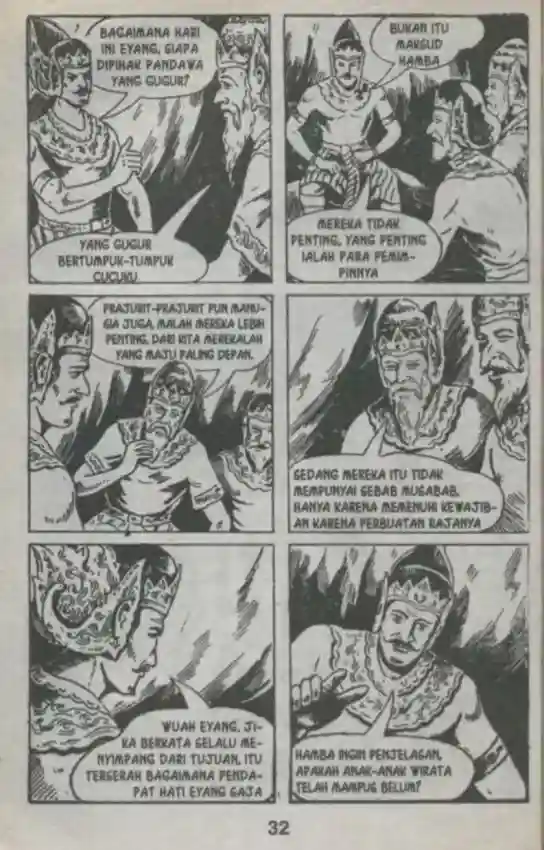 BAGAIMANA HARI
INI EYANG, SIAPA
DIPIHAK PANDAWA
YANG GUGUR?
YANG GUGUR
BERTUMPUK-TUMPUK
CUCUKU
BUKAN ITU
MAKSUD
HAMBA
MEREKA TIDAK
PENTING, YANG PENTING
IALAH PARA PEMIM-
PINNYA
PRAJURIT-PRAJURIT PUN MANU-
SIA JUGA, MALAH MEREKA LEBIH
PENTING, DARI KITA MEREKALAH
YANG MAJU PALING DEPAN.
SEDANG MEREKA ITU TIDAK
MEMPUNYAI SEBAB MUSABAB,
HANYA KARENA MEMENUHI KEWAJIB-
AN KARENA PERBUATAN RAJANYA
WUAH EYANG, JI-
KA BERKATA SELALU ME-
NYIMPANG DARI TUJUAN, ITU
TERSERAH BAGAIMANA PENDA-
PAT HATI EYANG SAJA
HAMBA INGIN PENJELASAN,
APAKAH ANAK-ANAK WIRATA
TELAH MAMPUS BELUM?
32